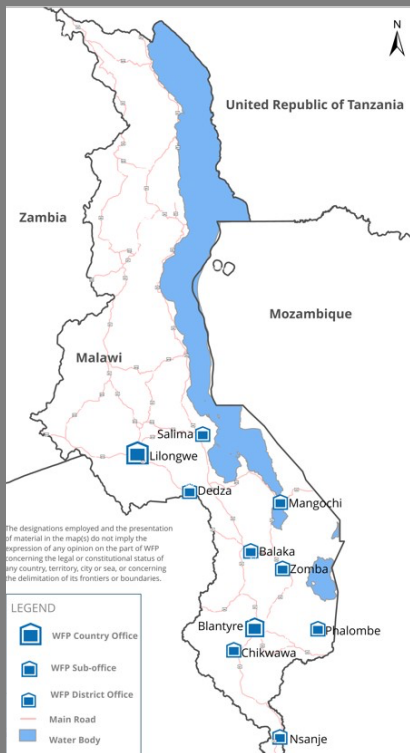 N
United Republic of Tanzania
Zambia
Mozambique
Malawi
Salima
Lilongwe
Dedza
Mangochi
Balaka
Zomba
Blantyre
Phalombe
Chikwawa
Nsanje
The designations employed and the presentation
of material in the map(s) do not imply the
expression of any opinion on the part of WFP
concerning the legal or constitutional status of
any country, territory, city or sea, or concerning
the delimitation of its frontiers or boundaries.
LEGEND
WFP Country Office
WFP Sub-office
WFP District Office
Main Road
Water Body